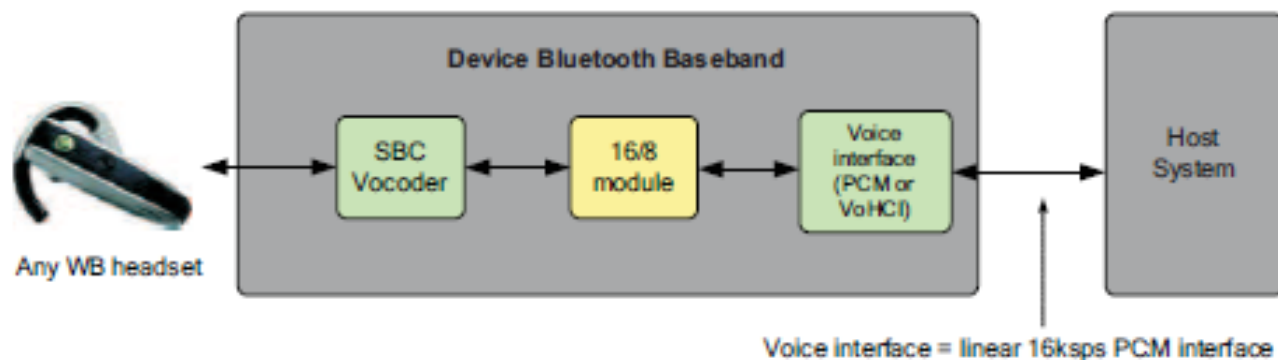 Device Bluetooth Baseband
SBC
Vocoder
16/8
module
Voice
interface
(PCM or
VoHCI)
Host
System
Any WB headset
Voice interface = linear 16ksps PCM interface